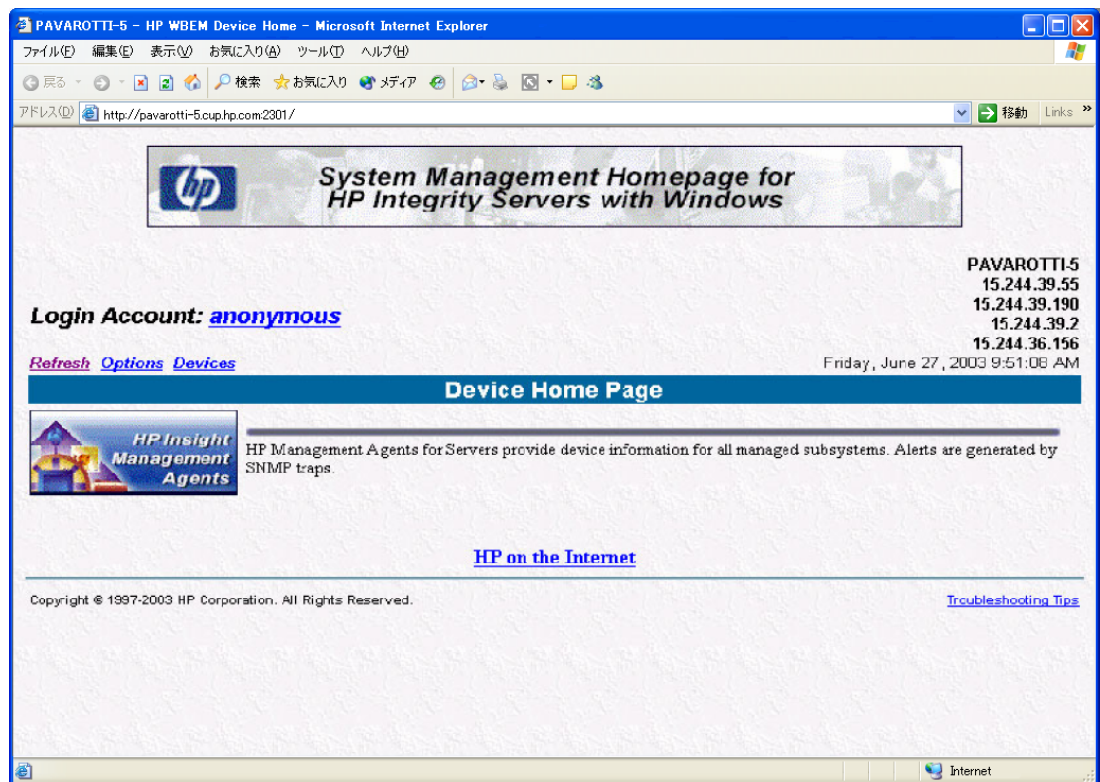 PAVAROTTI-5 - HP WBEM Device Home - Microsoft Internet Explorer
ファイル(F) 編集(E) 表示(V) お気に入り(A) ツール(T) ヘルプ(H)
戻る 検索 お気に入り メディア
アドレス(D) http://pavarotti-5.cup.hp.com:2301/ 移動 Links »
hp
System Management Homepage for
HP Integrity Servers with Windows
PAVAROTTI-5
15.244.39.55
15.244.39.190
15.244.39.2
15.244.36.156
Login Account: anonymous
Refresh Options Devices
Friday, June 27, 2003 9:51:08 AM
Device Home Page
HP Insight
Management
Agents
HP Management Agents for Servers provide device information for all managed subsystems. Alerts are generated by
SNMP traps.
HP on the Internet
Copyright © 1997-2003 HP Corporation. All Rights Reserved.
Troubleshooting Tips
Internet